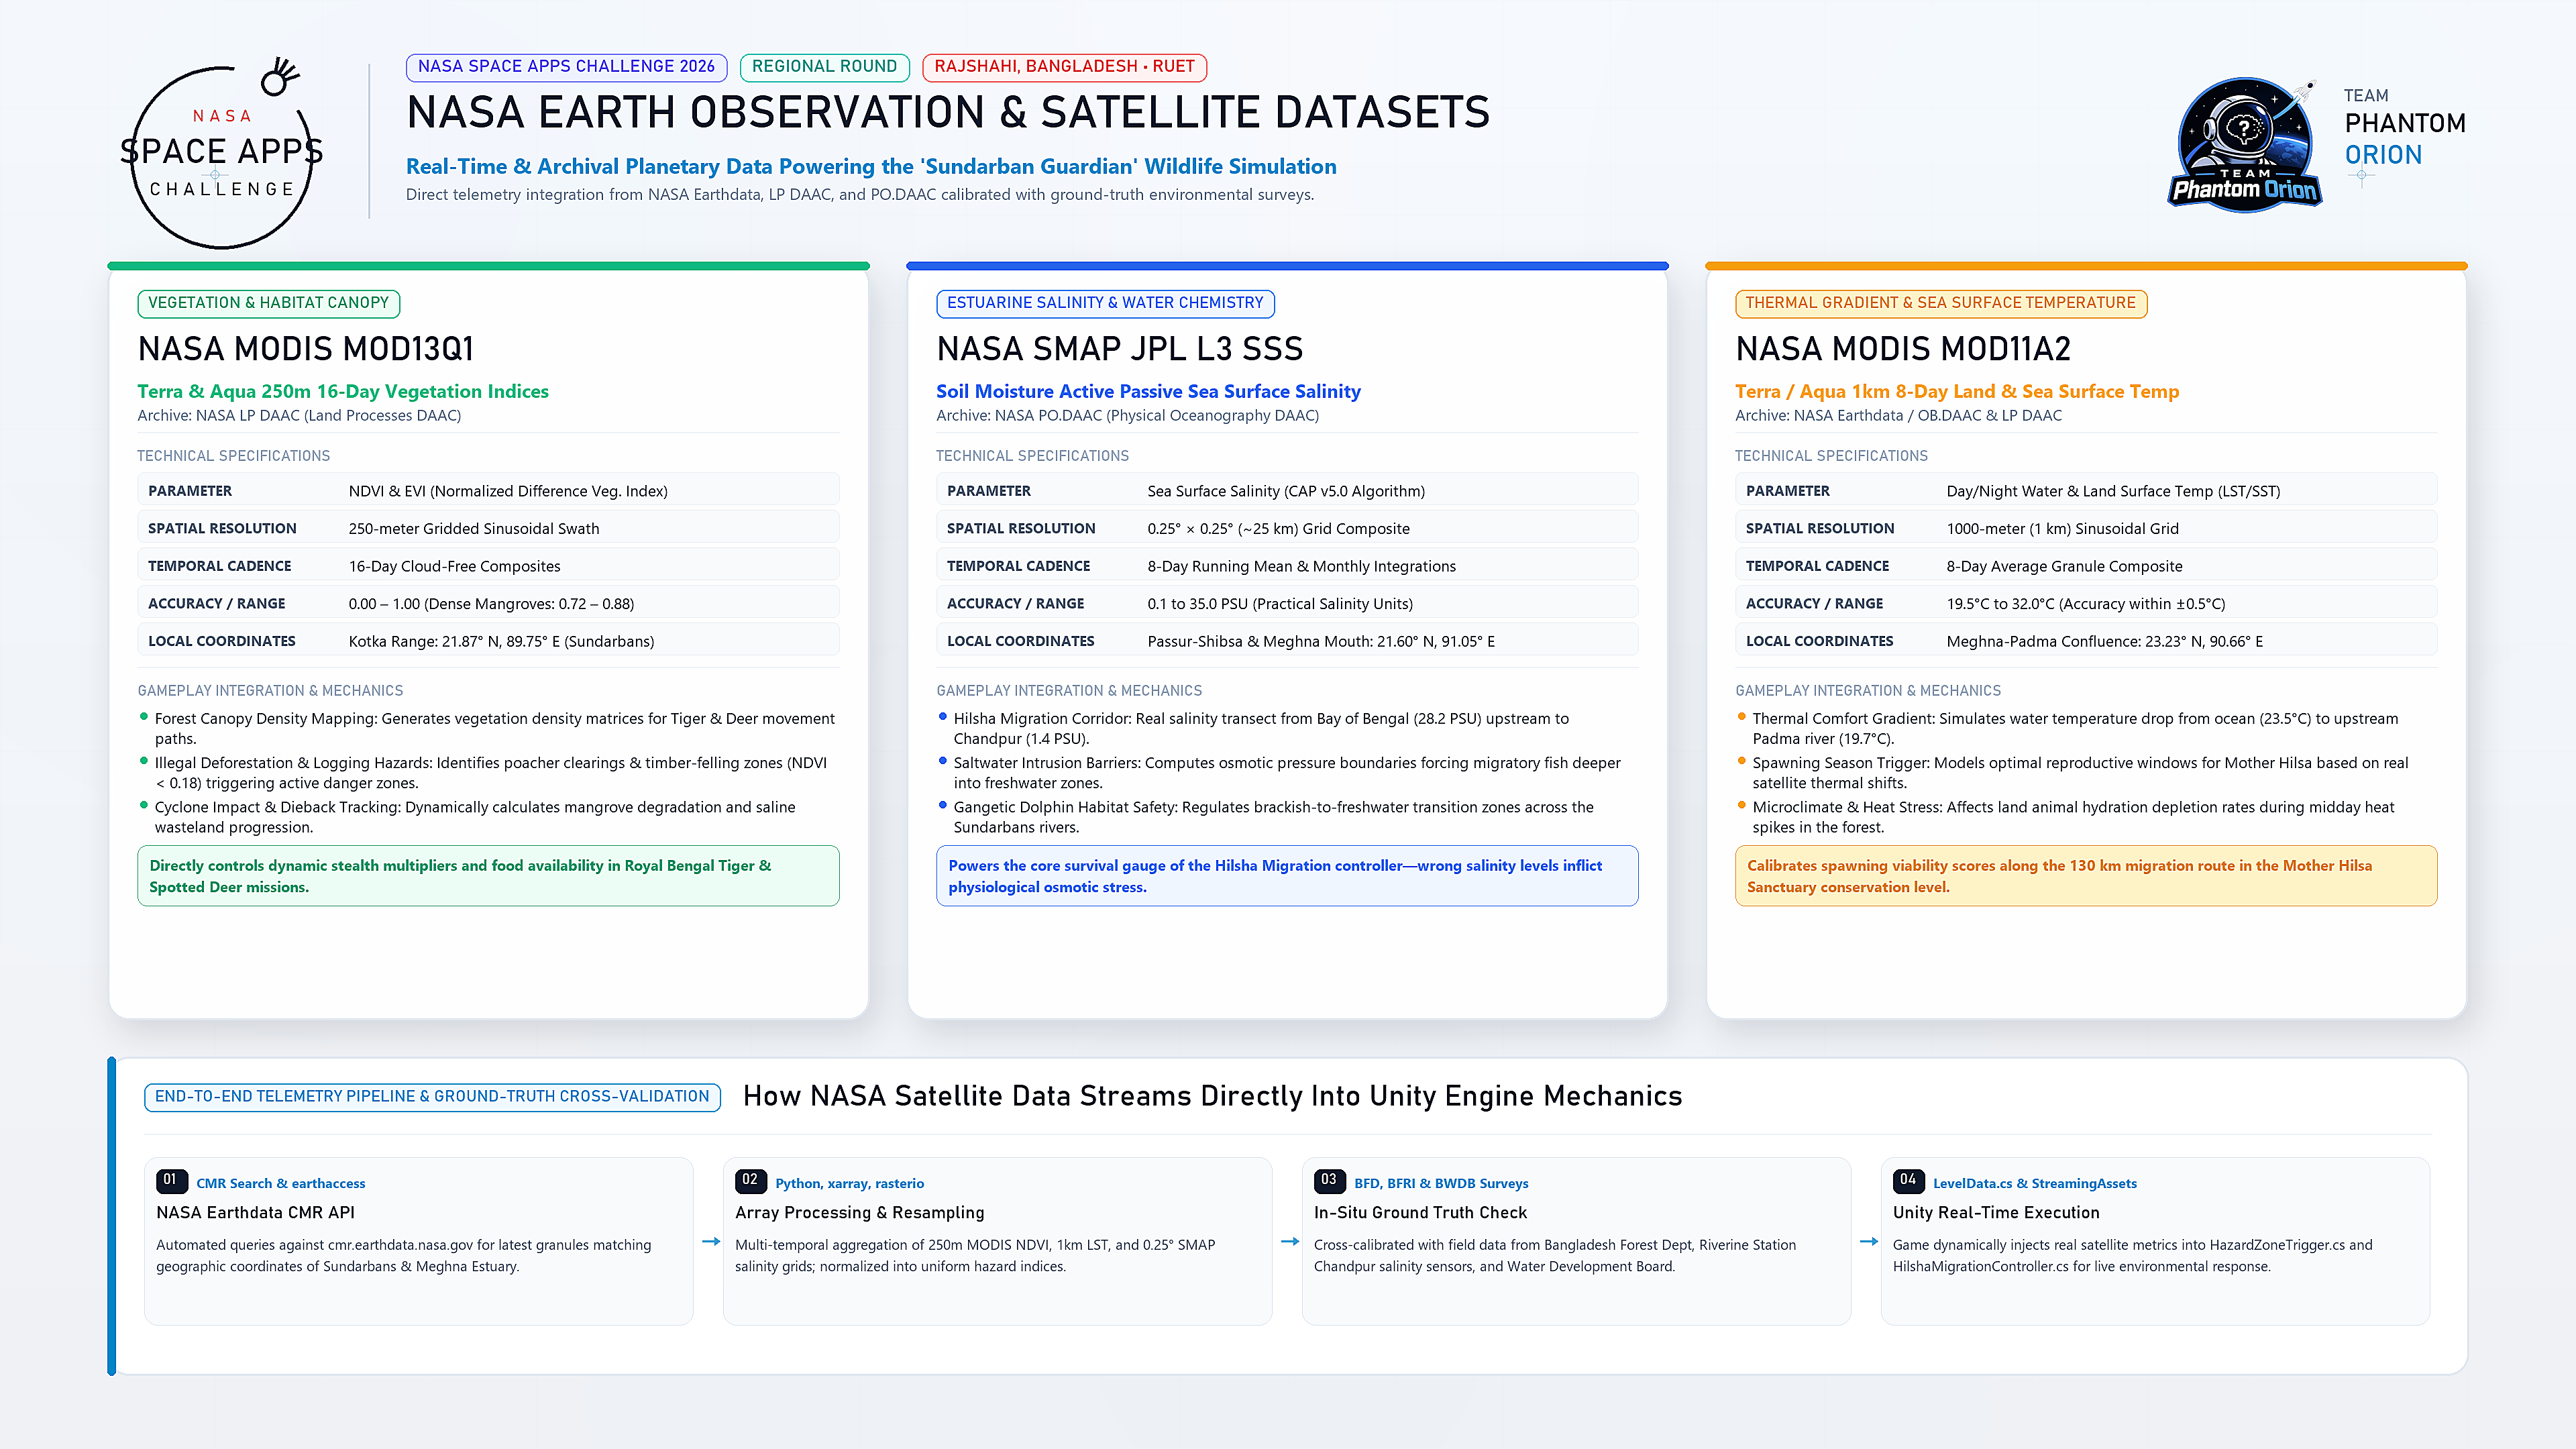 NASA
SPACE APPS
CHALLENGE
NASA SPACE APPS CHALLENGE 2026
REGIONAL ROUND
RAJSHAHI, BANGLADESH • RUET
NASA EARTH OBSERVATION & SATELLITE DATASETS
Real-Time & Archival Planetary Data Powering the 'Sundarban Guardian' Wildlife Simulation
Direct telemetry integration from NASA Earthdata, LP DAAC, and PO.DAAC calibrated with ground-truth environmental surveys.
TEAM
Phantom Orion
TEAM
PHANTOM
ORION
VEGETATION & HABITAT CANOPY
NASA MODIS MOD13Q1
Terra & Aqua 250m 16-Day Vegetation Indices
Archive: NASA LP DAAC (Land Processes DAAC)
TECHNICAL SPECIFICATIONS
PARAMETER NDVI & EVI (Normalized Difference Veg. Index)
SPATIAL RESOLUTION 250-meter Gridded Sinusoidal Swath
TEMPORAL CADENCE 16-Day Cloud-Free Composites
ACCURACY / RANGE 0.00 – 1.00 (Dense Mangroves: 0.72 – 0.88)
LOCAL COORDINATES Kotka Range: 21.87° N, 89.75° E (Sundarbans)
GAMEPLAY INTEGRATION & MECHANICS
• Forest Canopy Density Mapping: Generates vegetation density matrices for Tiger & Deer movement
paths.
• Illegal Deforestation & Logging Hazards: Identifies poacher clearings & timber-felling zones (NDVI
< 0.18) triggering active danger zones.
• Cyclone Impact & Dieback Tracking: Dynamically calculates mangrove degradation and saline
wasteland progression.
Directly controls dynamic stealth multipliers and food availability in Royal Bengal Tiger &
Spotted Deer missions.
ESTUARINE SALINITY & WATER CHEMISTRY
NASA SMAP JPL L3 SSS
Soil Moisture Active Passive Sea Surface Salinity
Archive: NASA PO.DAAC (Physical Oceanography DAAC)
TECHNICAL SPECIFICATIONS
PARAMETER Sea Surface Salinity (CAP v5.0 Algorithm)
SPATIAL RESOLUTION 0.25° × 0.25° (~25 km) Grid Composite
TEMPORAL CADENCE 8-Day Running Mean & Monthly Integrations
ACCURACY / RANGE 0.1 to 35.0 PSU (Practical Salinity Units)
LOCAL COORDINATES Passur-Shibsa & Meghna Mouth: 21.60° N, 91.05° E
GAMEPLAY INTEGRATION & MECHANICS
• Hilsha Migration Corridor: Real salinity transect from Bay of Bengal (28.2 PSU) upstream to
Chandpur (1.4 PSU).
• Saltwater Intrusion Barriers: Computes osmotic pressure boundaries forcing migratory fish deeper
into freshwater zones.
• Gangetic Dolphin Habitat Safety: Regulates brackish-to-freshwater transition zones across the
Sundarbans rivers.
Powers the core survival gauge of the Hilsha Migration controller—wrong salinity levels inflict
physiological osmotic stress.
THERMAL GRADIENT & SEA SURFACE TEMPERATURE
NASA MODIS MOD11A2
Terra / Aqua 1km 8-Day Land & Sea Surface Temp
Archive: NASA Earthdata / OB.DAAC & LP DAAC
TECHNICAL SPECIFICATIONS
PARAMETER Day/Night Water & Land Surface Temp (LST/SST)
SPATIAL RESOLUTION 1000-meter (1 km) Sinusoidal Grid
TEMPORAL CADENCE 8-Day Average Granule Composite
ACCURACY / RANGE 19.5°C to 32.0°C (Accuracy within ±0.5°C)
LOCAL COORDINATES Meghna-Padma Confluence: 23.23° N, 90.66° E
GAMEPLAY INTEGRATION & MECHANICS
• Thermal Comfort Gradient: Simulates water temperature drop from ocean (23.5°C) to upstream
Padma river (19.7°C).
• Spawning Season Trigger: Models optimal reproductive windows for Mother Hilsa based on real
satellite thermal shifts.
• Microclimate & Heat Stress: Affects land animal hydration depletion rates during midday heat
spikes in the forest.
Calibrates spawning viability scores along the 130 km migration route in the Mother Hilsa
Sanctuary conservation level.
END-TO-END TELEMETRY PIPELINE & GROUND-TRUTH CROSS-VALIDATION
How NASA Satellite Data Streams Directly Into Unity Engine Mechanics
01 CMR Search & earthaccess
NASA Earthdata CMR API
Automated queries against cmr.earthdata.nasa.gov for latest granules matching
geographic coordinates of Sundarbans & Meghna Estuary.
→
02 Python, xarray, rasterio
Array Processing & Resampling
Multi-temporal aggregation of 250m MODIS NDVI, 1km LST, and 0.25° SMAP
salinity grids; normalized into uniform hazard indices.
→
03 BFD, BFRI & BWDB Surveys
In-Situ Ground Truth Check
Cross-calibrated with field data from Bangladesh Forest Dept, Riverine Station
Chandpur salinity sensors, and Water Development Board.
→
04 LevelData.cs & StreamingAssets
Unity Real-Time Execution
Game dynamically injects real satellite metrics into HazardZoneTrigger.cs and
HilshaMigrationController.cs for live environmental response.